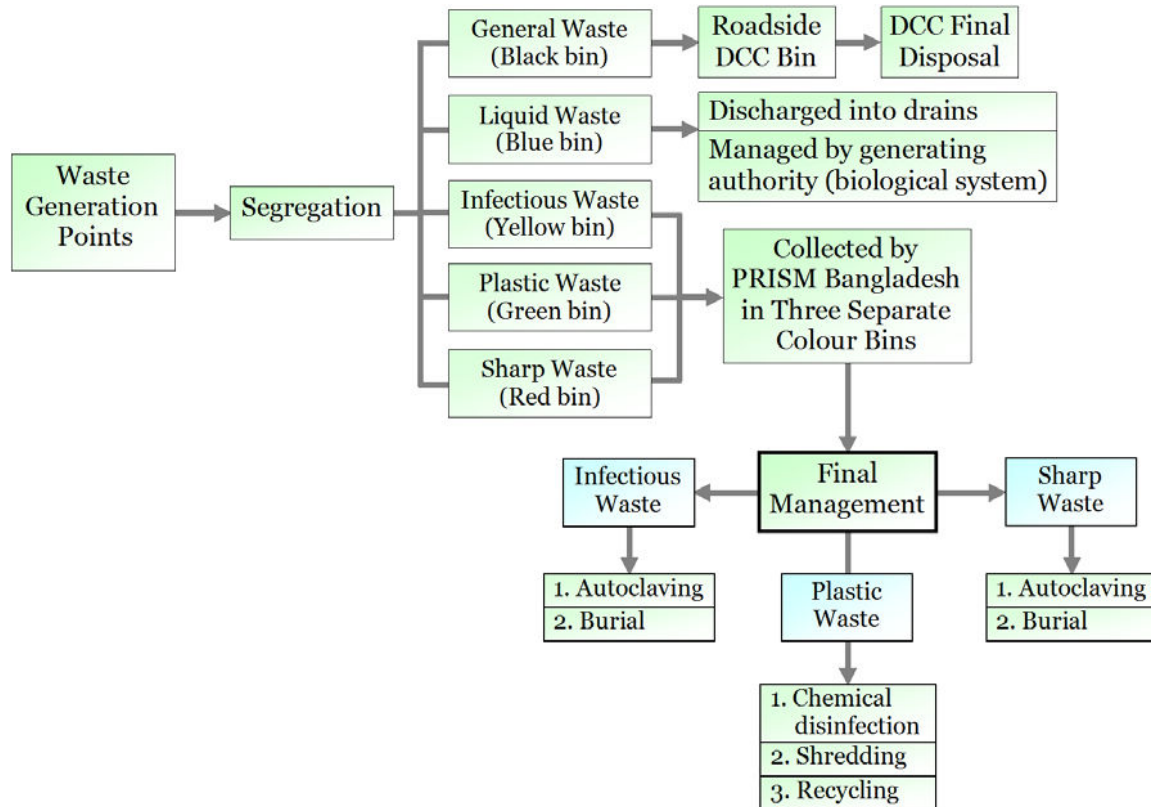 Waste
Generation
Points
Segregation
General Waste
(Black bin)
Roadside
DCC Bin
DCC Final
Disposal
Liquid Waste
(Blue bin)
Discharged into drains
Managed by generating
authority (biological system)
Infectious Waste
(Yellow bin)
Plastic Waste
(Green bin)
Sharp Waste
(Red bin)
Collected by
PRISM Bangladesh
in Three Separate
Colour Bins
Final
Management
Infectious
Waste
1. Autoclaving
2. Burial
Plastic
Waste
1. Chemical
disinfection
2. Shredding
3. Recycling
Sharp
Waste
1. Autoclaving
2. Burial